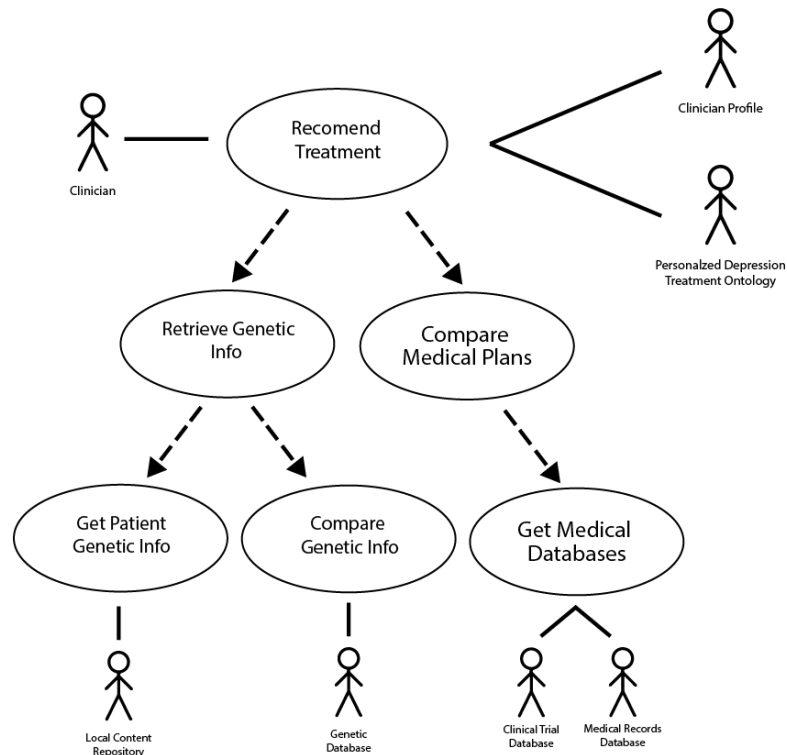 Recomend
Treatment
Clinician
Clinician Profile
Personalzed Depression
Treatment Ontology
Retrieve Genetic
Info
Compare
Medical Plans
Get Patient
Genetic Info
Compare
Genetic Info
Get Medical
Databases
Local Content
Repository
Genetic
Database
Clinical Trial
Database
Medical Records
Database